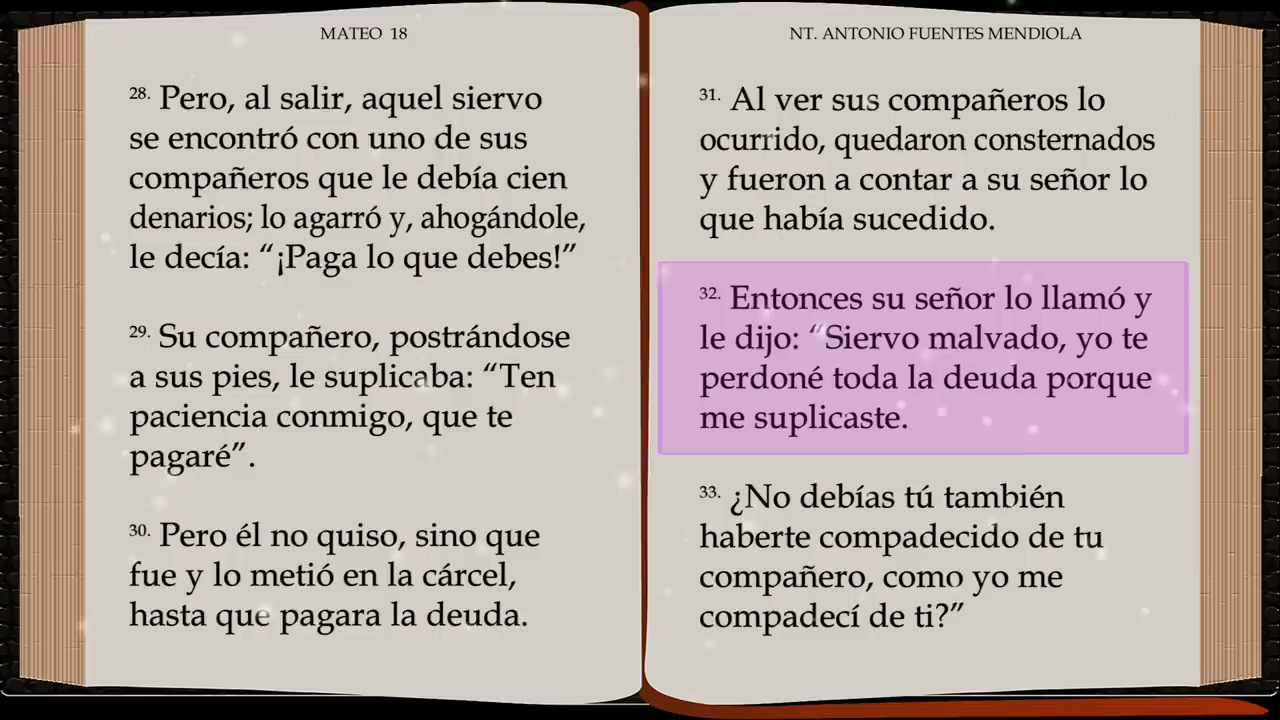 MATEO 18
28. Pero, al salir, aquel siervo
se encontró con uno de sus
compañeros que le debía cien
denarios; lo agarró y, ahogándole,
le decía: “¡Paga lo que debes!”
29. Su compañero, postrándose
a sus pies, le suplicaba: “Ten
paciencia conmigo, que te
pagaré”.
30. Pero él no quiso, sino que
fue y lo metió en la cárcel,
hasta que pagara la deuda.
NT. ANTONIO FUENTES MENDIOLA
31. Al ver sus compañeros lo
ocurrido, quedaron consternados
y fueron a contar a su señor lo
que había sucedido.
32. Entonces su señor lo llamó y
le dijo: “Siervo malvado, yo te
perdoné toda la deuda porque
me suplicaste.
33. ¿No debías tú también
haberte compadecido de tu
compañero, como yo me
compadecí de ti?”